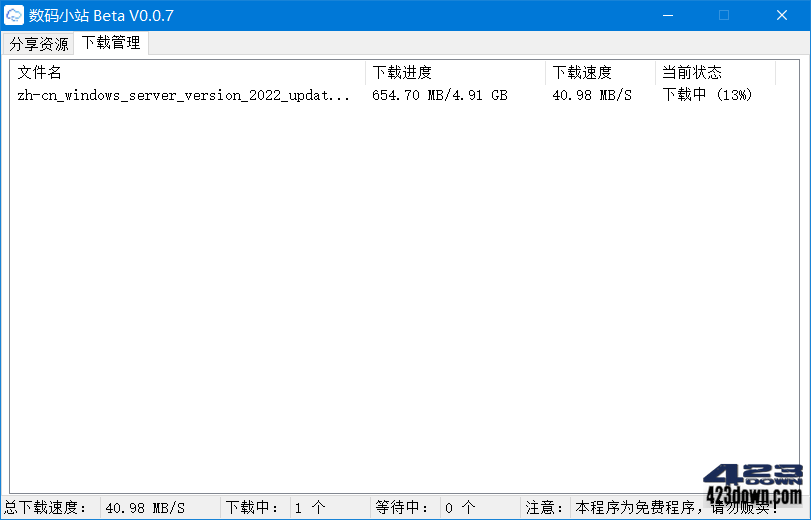 数码小站 Beta V0.0.7
分享资源 下载管理
文件名 下载进度 下载速度 当前状态
zh-cn_windows_server_version_2022_updat... 654.70 MB/4.91 GB 40.98 MB/S 下载中 (13%)
423
DOWN
423down.com
总下载速度: 40.98 MB/S 下载中: 1 个 等待中: 0 个 注意: 本程序为免费程序，请勿贩卖!